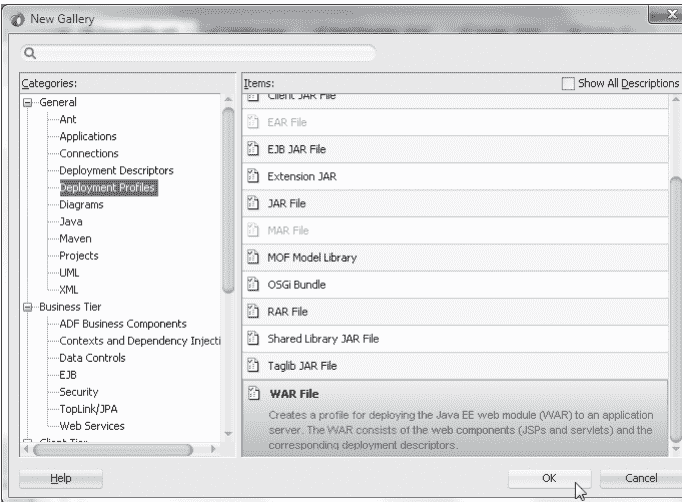 New Gallery
Categories:
General
Ant
Applications
Connections
Deployment Descriptors
Deployment Profiles
Diagrams
Java
Maven
Projects
UML
XML
Business Tier
ADF Business Components
Contexts and Dependency Injecti
Data Controls
EJB
Security
TopLink/JPA
Web Services
Client Tier
Items:
Show All Descriptions
Client JAR File
EAR File
EJB JAR File
Extension JAR
JAR File
MAR File
MOF Model Library
OSGi Bundle
RAR File
Shared Library JAR File
Taglib JAR File
WAR File
Creates a profile for deploying the Java EE web module (WAR) to an application
server. The WAR consists of the web components (JSPs and servlets) and the
corresponding deployment descriptors.
Help
OK
Cancel